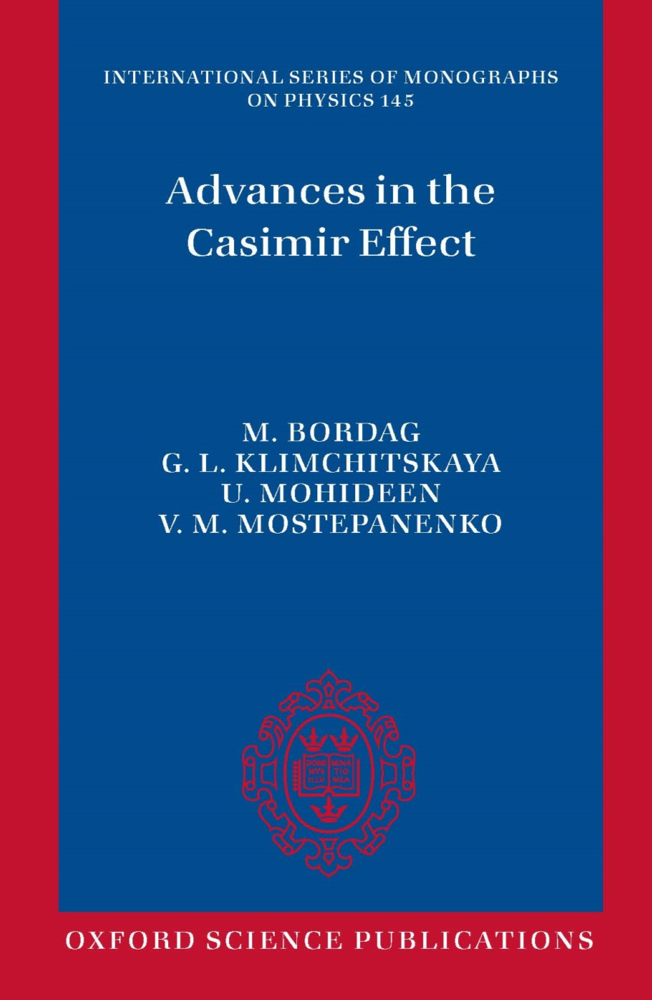 INTERNATIONAL SERIES OF MONOGRAPHS
ON PHYSICS 145
Advances in the
Casimir Effect
M. BORDAG
G. L. KLIMCHITSKAYA
U. MOHIDEEN
V. M. MOSTEPANENKO
DOMI MINA
NVS TIO
ILLV MEA
OXFORD SCIENCE PUBLICATIONS